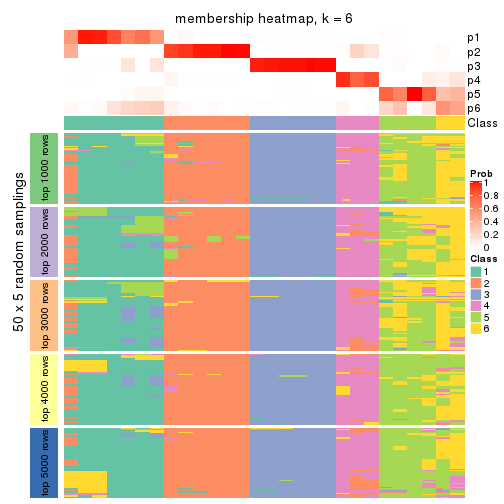 membership heatmap, k = 6
p1
p2
p3
p4
p5
p6
Class
50 x 5 random samplings
top 1000 rows
top 2000 rows
top 3000 rows
top 4000 rows
top 5000 rows
Prob
1
0.8
0.6
0.4
0.2
0
Class
1
2
3
4
5
6